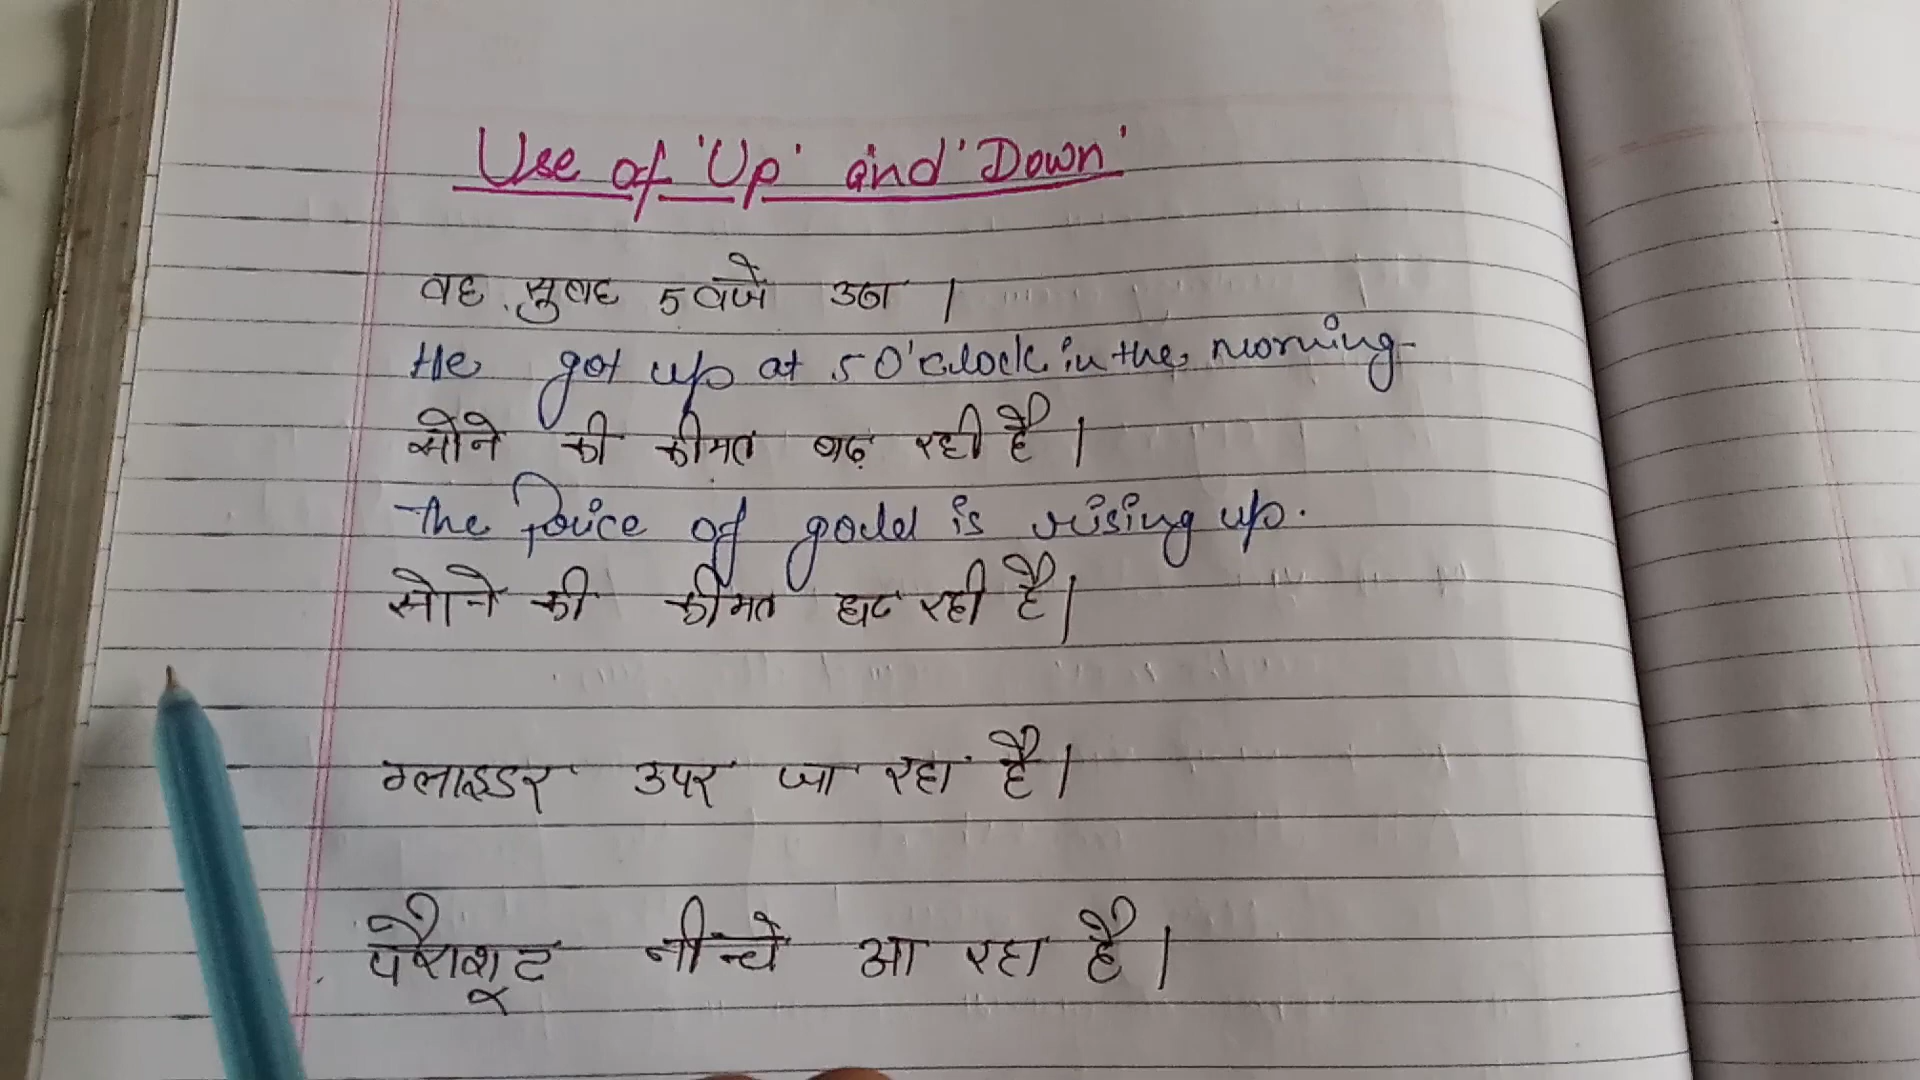 Use of 'Up' and 'Down'
वह सुबह 5 बजे उठा ।
He got up at 5 O'clock in the morning.
सोने की कीमत बढ़ रही है ।
The Price of gold is rising up.
सोने की कीमत घट रही है ।
ग्लाइडर उपर जा रहा है ।
पैराशूट नीचे आ रहा है ।